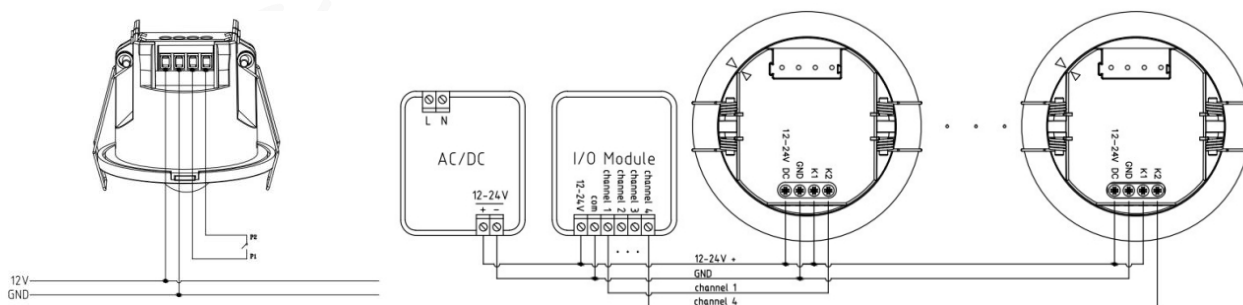 P2
P1
12V
GND
L N
AC/DC
12-24V
+ -
I/O Module
12-24V
com
channel 1
channel 2
channel 3
channel 4
...
12-24V
DC
GND
K1
K2
. . .
12-24V
DC
GND
K1
K2
12-24V +
GND
channel 1
channel 4